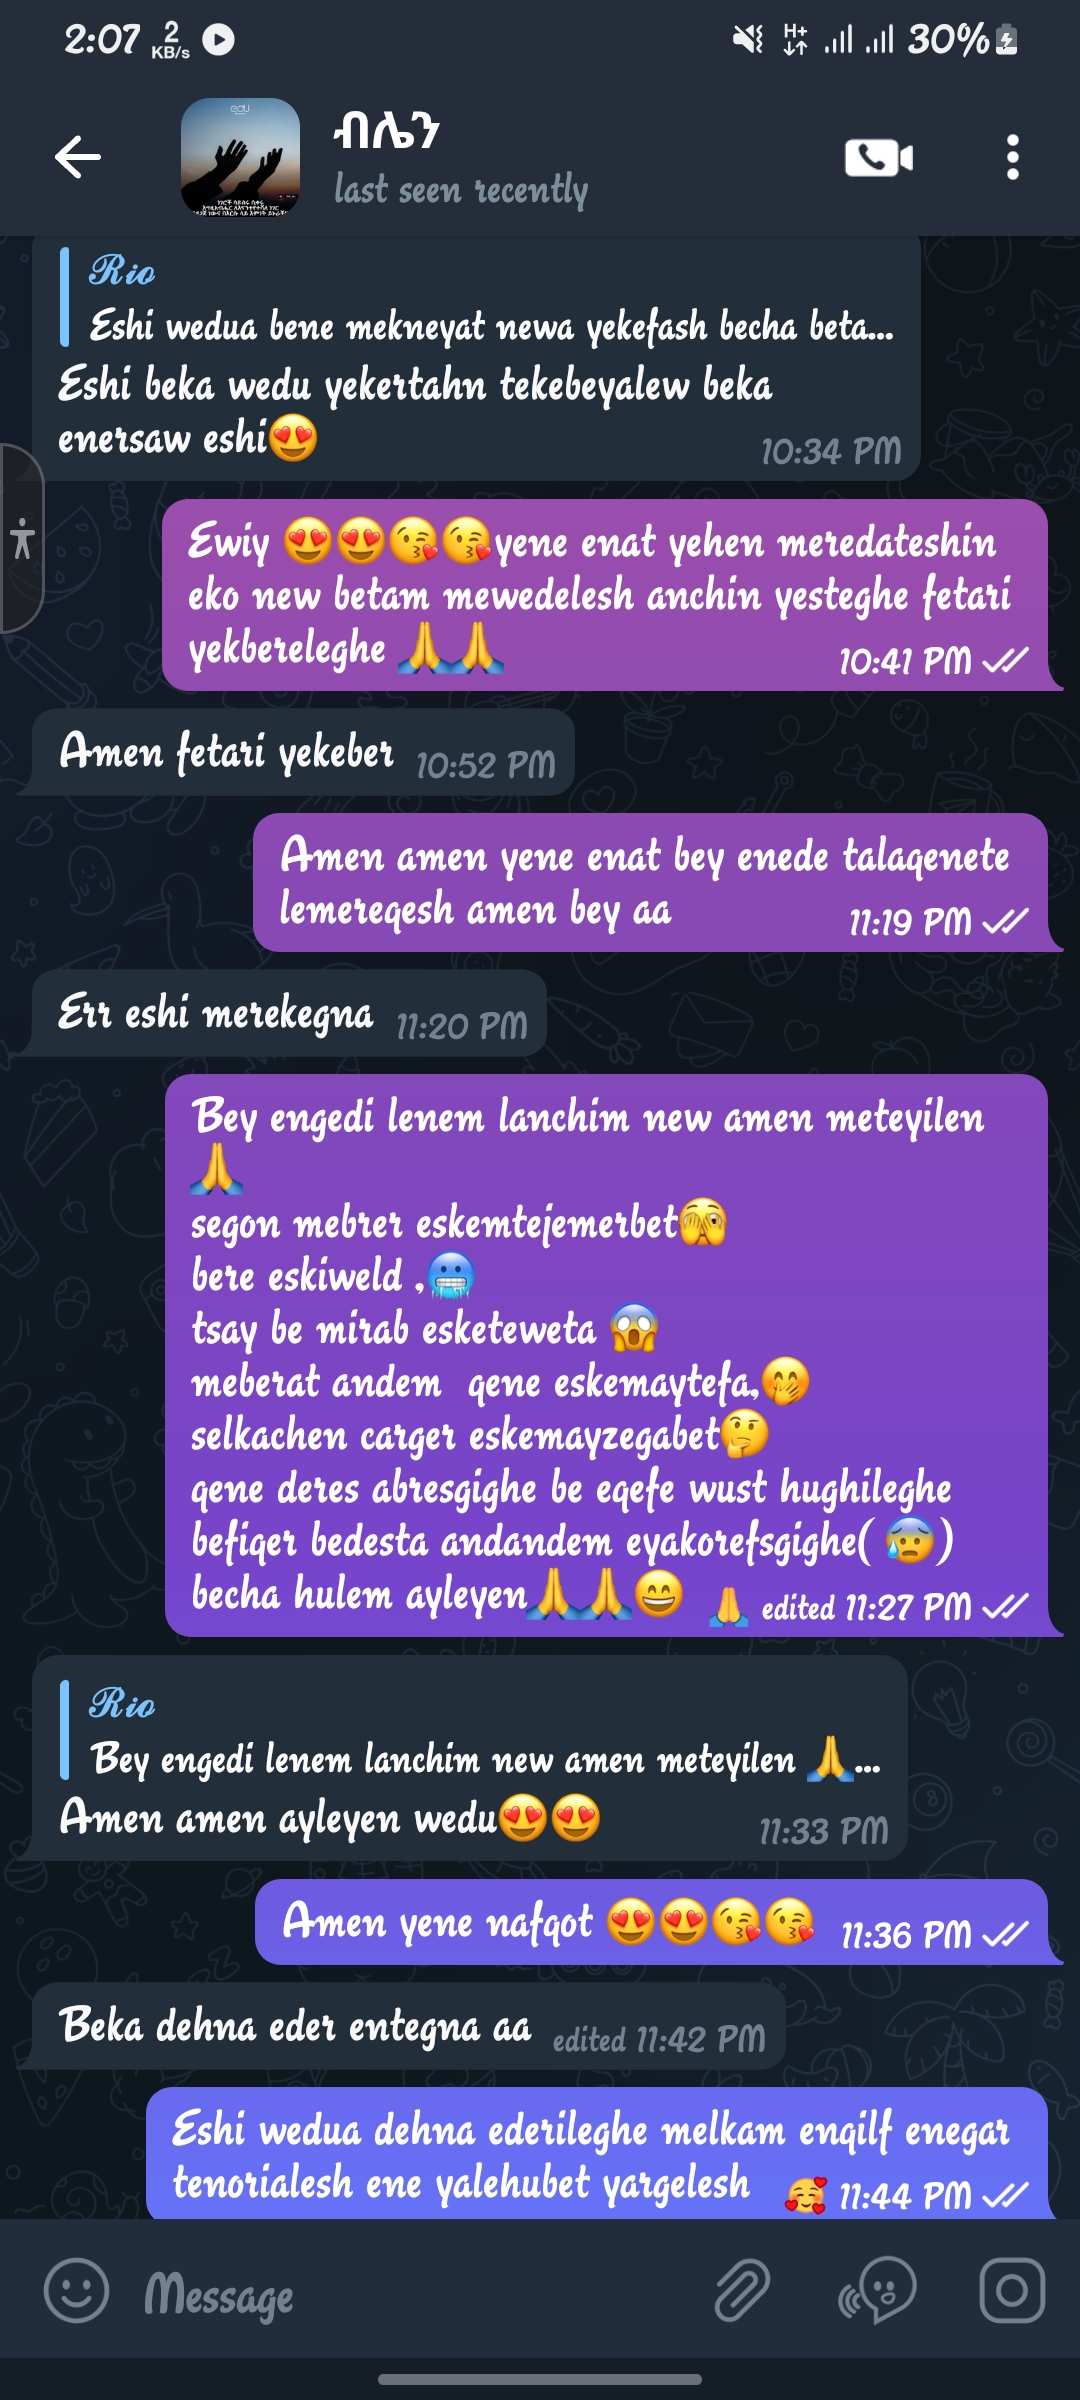 2:07 2 KB/s H+ 30%
edu
ብሌን
last seen recently
Rio
Eshi wedua bene mekneyat newa yekefash becha beta...
Eshi beka wedu yekertahn tekebeyalew beka
enersaw eshi😍
10:34 PM
Ewiy 😍😍😘😘yene enat yehen meredateshin
eko new betam mewedelesh anchin yesteghe fetari
yekbereleghe 🙏🙏
10:41 PM
Amen fetari yekeber 10:52 PM
Amen amen yene enat bey enede talaqenete
lemereqesh amen bey aa
11:19 PM
Err eshi merekegna 11:20 PM
Bey engedi lenem lanchim new amen meteyilen
🙏
segon mebrer eskemtejemerbet🫣
bere eskiweld ,🥶
tsay be mirab esketeweta 😱
meberat andem  qene eskemaytefa,🤭
selkachen carger eskemayzegabet🤔
qene deres abresgighe be eqefe wust hughileghe
befiqer bedesta andandem eyakorefsgighe( 😥)
becha hulem ayleyen🙏🙏😄 🙏 edited 11:27 PM
Rio
Bey engedi lenem lanchim new amen meteyilen 🙏...
Amen amen ayleyen wedu😍😍
11:33 PM
Amen yene nafqot 😍😍😘😘 11:36 PM
Beka dehna eder entegna aa edited 11:42 PM
Eshi wedua dehna ederileghe melkam enqilf enegar
tenorialesh ene yalehubet yargelesh 🥰 11:44 PM
Message